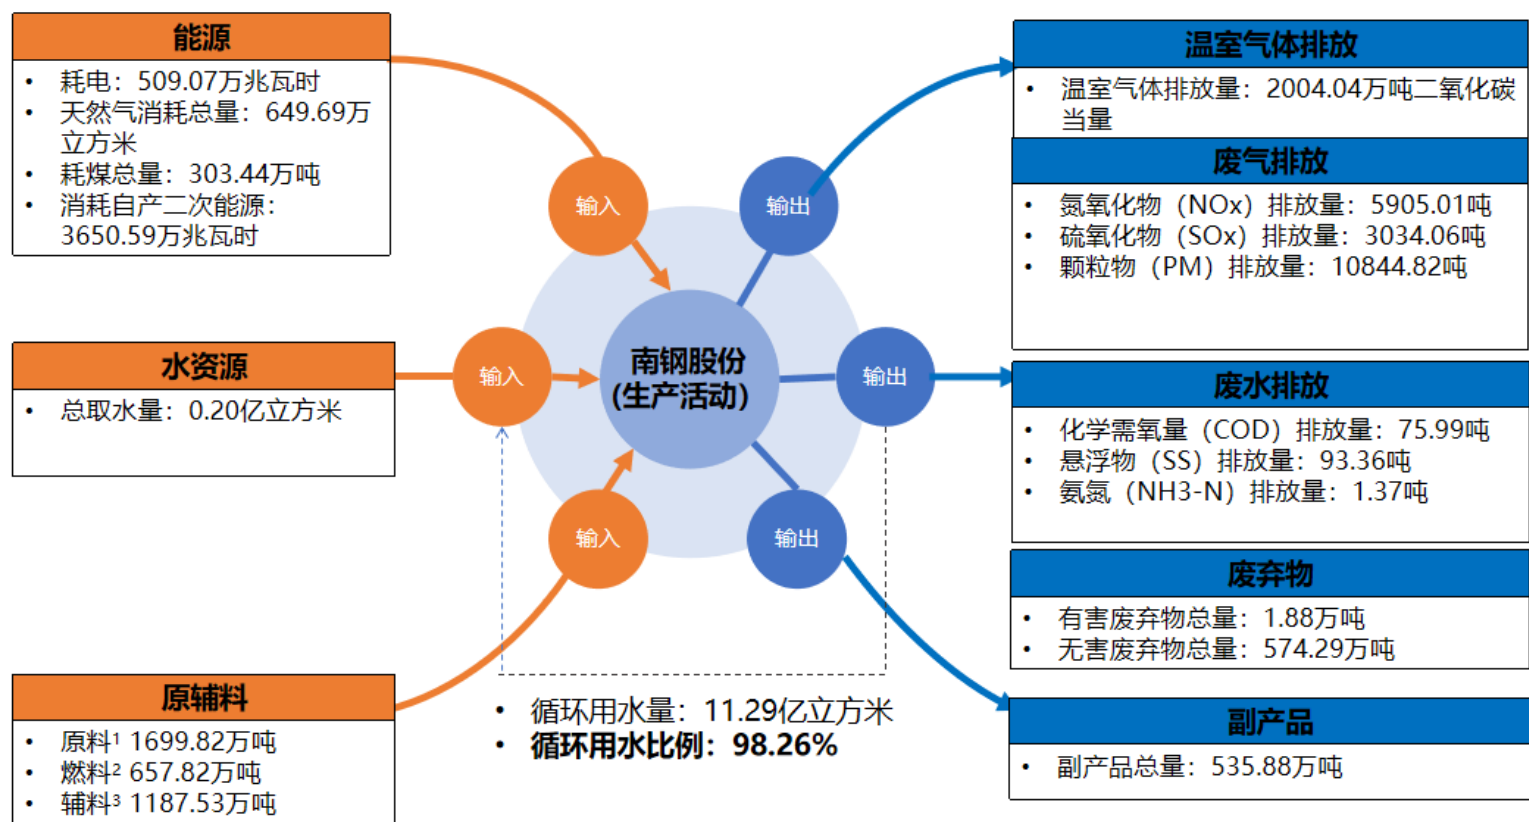 能源
• 耗电：509.07万兆瓦时
• 天然气消耗总量：649.69万
立方米
• 耗煤总量：303.44万吨
• 消耗自产二次能源：
3650.59万兆瓦时
水资源
• 总取水量：0.20亿立方米
原辅料
• 原料¹ 1699.82万吨
• 燃料² 657.82万吨
• 辅料³ 1187.53万吨
输入
输入
输入
南钢股份
（生产活动）
输出
输出
输出
• 循环用水量：11.29亿立方米
• 循环用水比例：98.26%
温室气体排放
• 温室气体排放量：2004.04万吨二氧化碳
当量
废气排放
• 氮氧化物（NOx）排放量：5905.01吨
• 硫氧化物（SOx）排放量：3034.06吨
• 颗粒物（PM）排放量：10844.82吨
废水排放
• 化学需氧量（COD）排放量：75.99吨
• 悬浮物（SS）排放量：93.36吨
• 氨氮（NH3-N）排放量：1.37吨
废弃物
• 有害废弃物总量：1.88万吨
• 无害废弃物总量：574.29万吨
副产品
• 副产品总量：535.88万吨